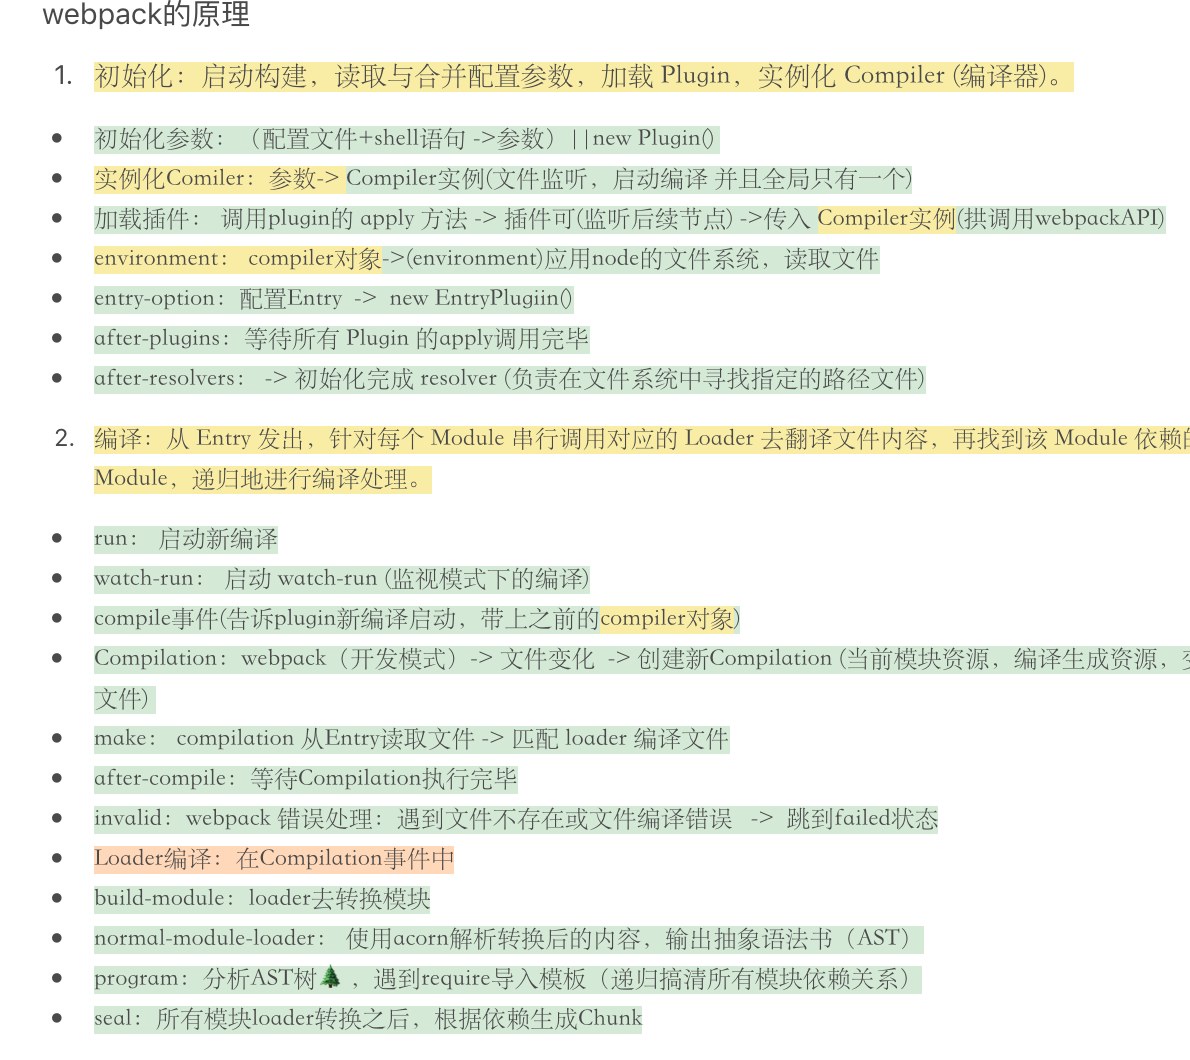 webpack的原理
1. 初始化：启动构建，读取与合并配置参数，加载 Plugin，实例化 Compiler (编译器)。
• 初始化参数：（配置文件+shell语句 ->参数）||new Plugin()
• 实例化Comiler：参数-> Compiler实例(文件监听，启动编译 并且全局只有一个)
• 加载插件： 调用plugin的 apply 方法 -> 插件可(监听后续节点) ->传入 Compiler实例(拱调用webpackAPI)
• environment： compiler对象->(environment)应用node的文件系统，读取文件
• entry-option：配置Entry -> new EntryPlugiin()
• after-plugins：等待所有 Plugin 的apply调用完毕
• after-resolvers： -> 初始化完成 resolver (负责在文件系统中寻找指定的路径文件)
2. 编译：从 Entry 发出，针对每个 Module 串行调用对应的 Loader 去翻译文件内容，再找到该 Module 依赖的
Module，递归地进行编译处理。
• run： 启动新编译
• watch-run： 启动 watch-run (监视模式下的编译)
• compile事件(告诉plugin新编译启动，带上之前的compiler对象)
• Compilation：webpack（开发模式）-> 文件变化 -> 创建新Compilation (当前模块资源，编译生成资源，变
文件)
• make： compilation 从Entry读取文件 -> 匹配 loader 编译文件
• after-compile：等待Compilation执行完毕
• invalid：webpack 错误处理：遇到文件不存在或文件编译错误 -> 跳到failed状态
• Loader编译：在Compilation事件中
• build-module：loader去转换模块
• normal-module-loader： 使用acorn解析转换后的内容，输出抽象语法书（AST）
• program：分析AST树🌲，遇到require导入模板（递归搞清所有模块依赖关系）
• seal：所有模块loader转换之后，根据依赖生成Chunk